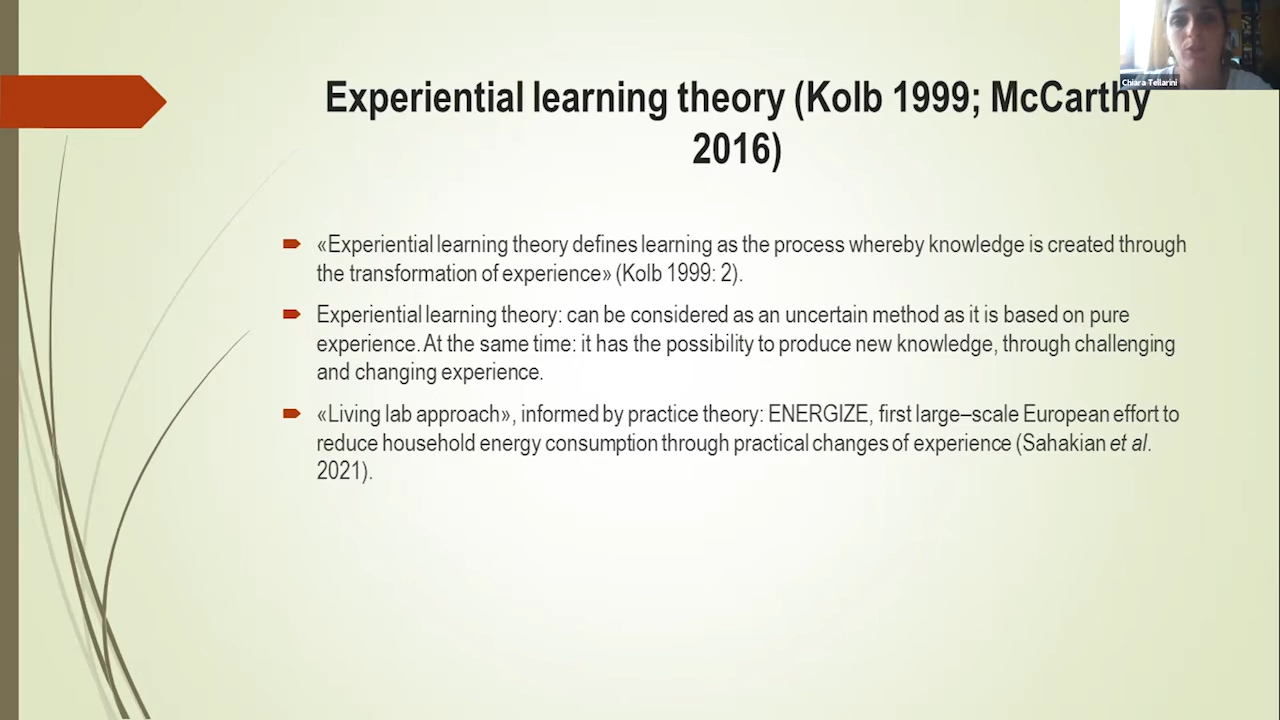 Experiential learning theory (Kolb 1999; McCarthy
2016)
Chiara Tellarini
«Experiential learning theory defines learning as the process whereby knowledge is created through
the transformation of experience» (Kolb 1999: 2).
Experiential learning theory: can be considered as an uncertain method as it is based on pure
experience. At the same time: it has the possibility to produce new knowledge, through challenging
and changing experience.
«Living lab approach», informed by practice theory: ENERGIZE, first large–scale European effort to
reduce household energy consumption through practical changes of experience (Sahakian et al.
2021).